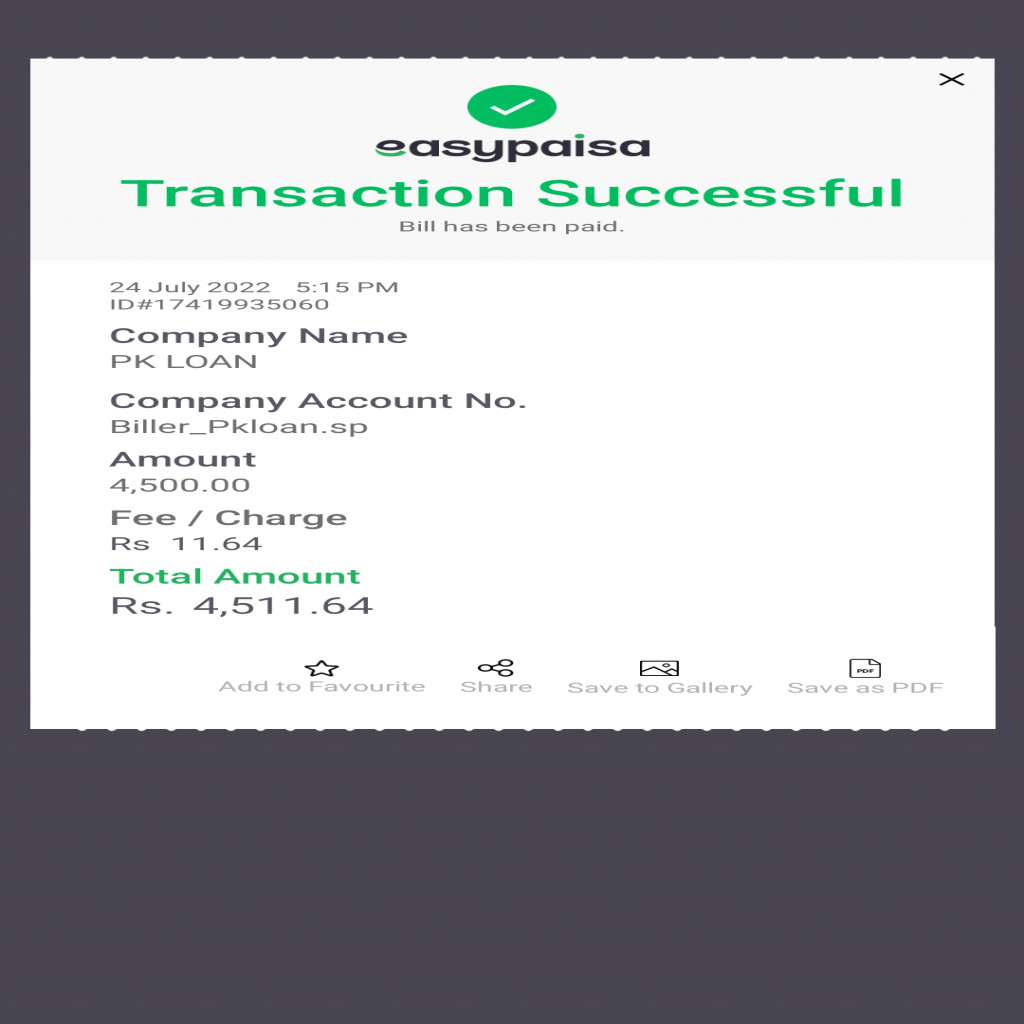 easypaisa
Transaction Successful
Bill has been paid.
24 July 2022 5:15 PM
ID#17419935060
Company Name
PK LOAN
Company Account No.
Biller_Pkloan.sp
Amount
4,500.00
Fee / Charge
Rs 11.64
Total Amount
Rs. 4,511.64
Add to Favourite Share Save to Gallery PDF Save as PDF